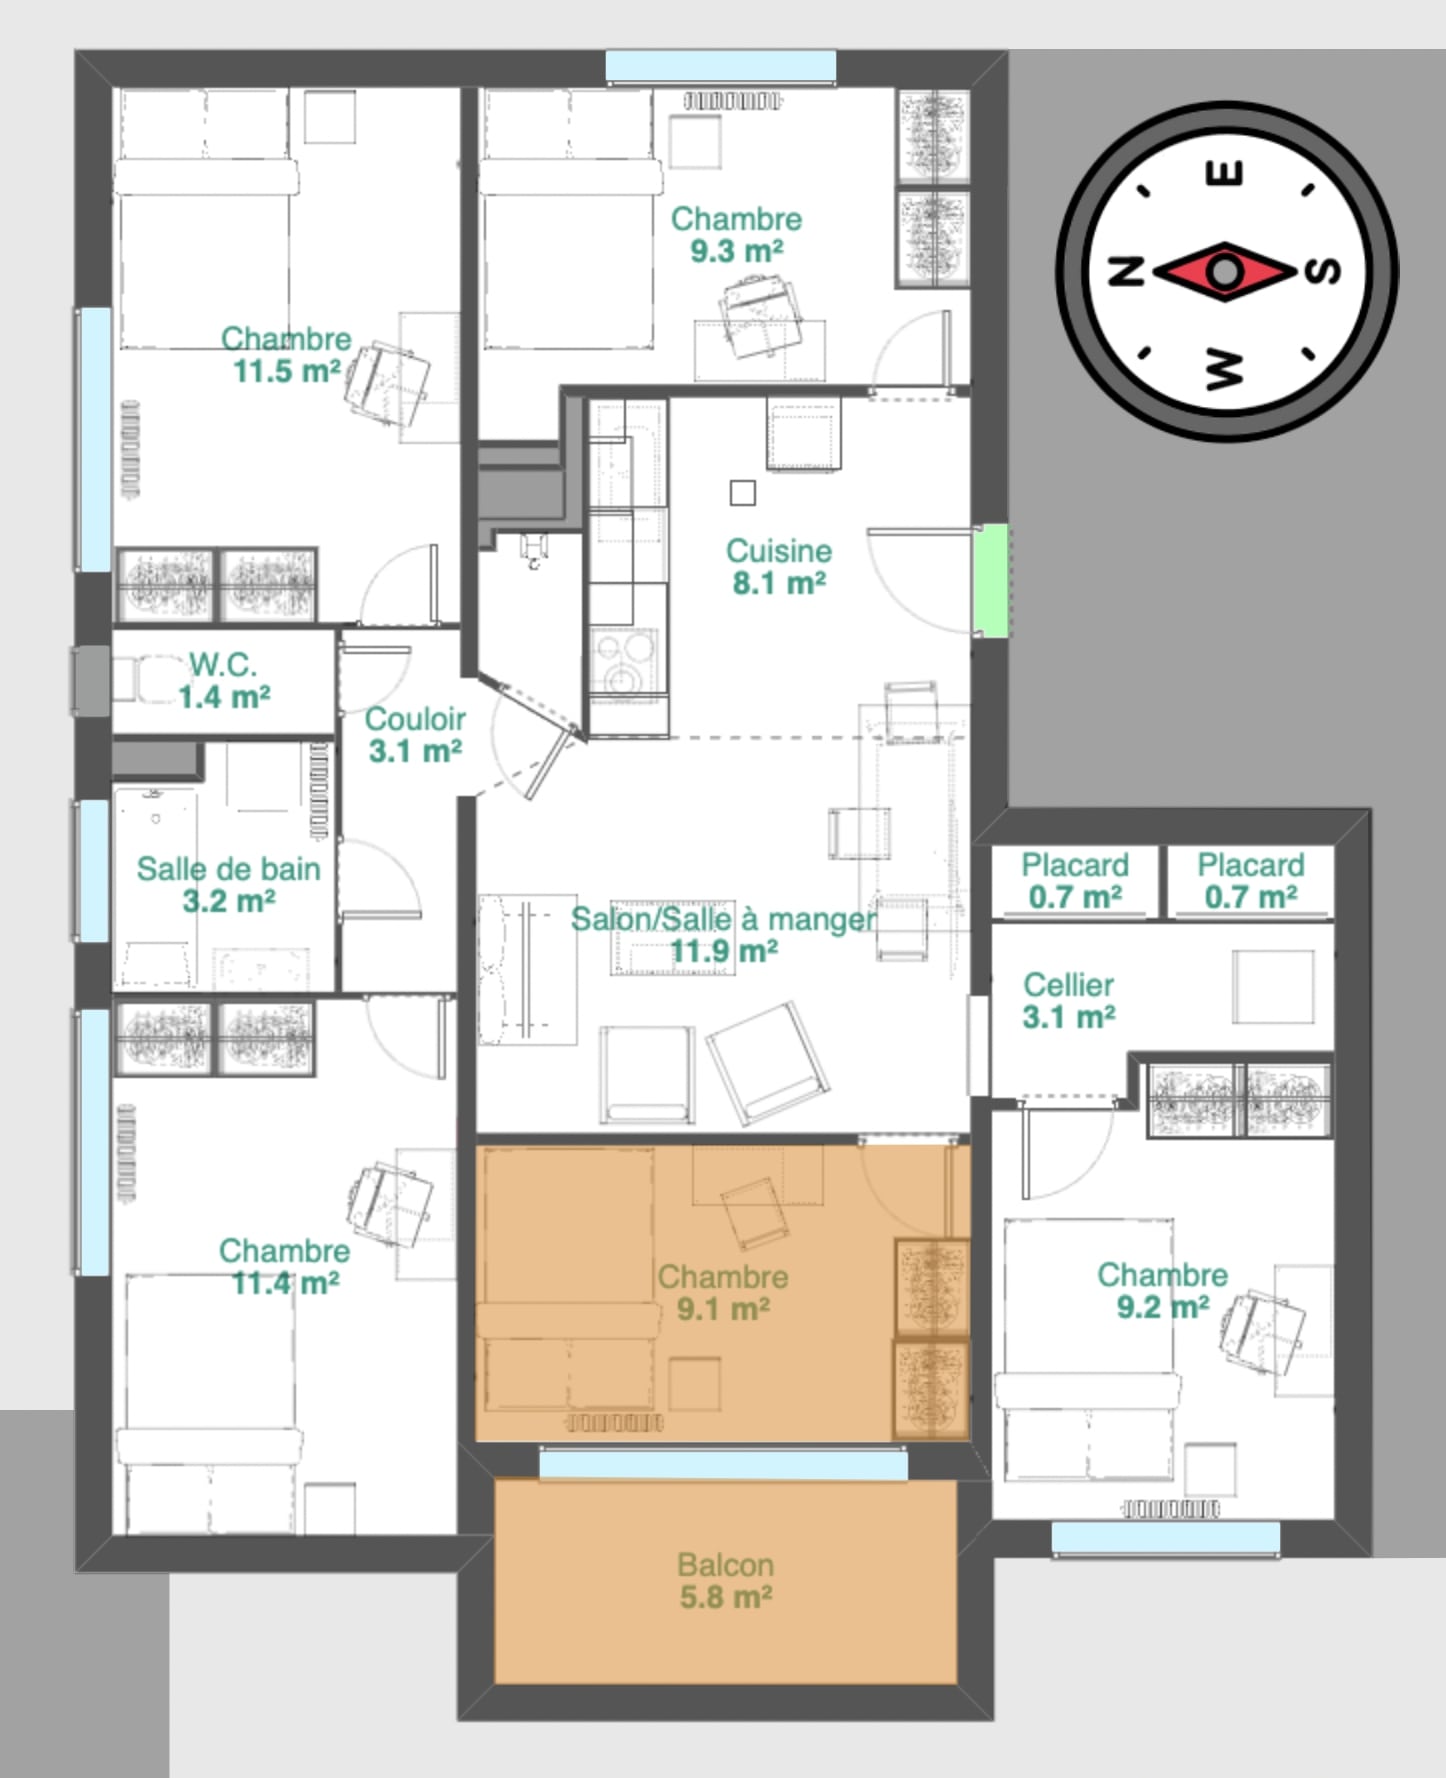 E
N
S
W
Chambre
9.3 m²
Chambre
11.5 m²
Cuisine
8.1 m²
W.C.
1.4 m²
Couloir
3.1 m²
Salle de bain
3.2 m²
Salon/Salle à manger
11.9 m²
Placard
0.7 m²
Placard
0.7 m²
Cellier
3.1 m²
Chambre
11.4 m²
Chambre
9.1 m²
Chambre
9.2 m²
Balcon
5.8 m²